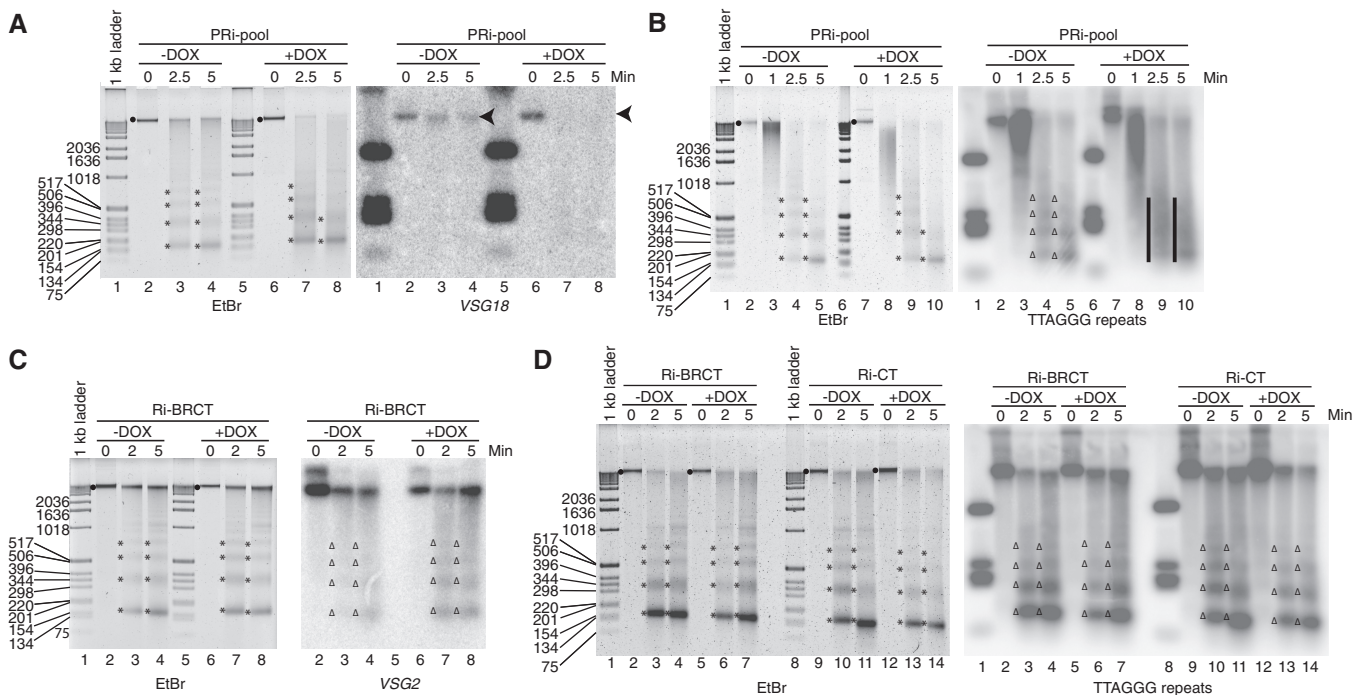 A
1 kb ladder
PRi-pool
-DOX
+DOX
0 2.5 5 0 2.5 5
PRi-pool
-DOX
+DOX
0 2.5 5 0 2.5 5 Min
2036
1636
1018
517
506
396
344
298
220
201
154
134
75
1 2 3 4 5 6 7 8
EtBr
1 2 3 4 5 6 7 8
VSG18
B
1 kb ladder
PRi-pool
-DOX
+DOX
0 1 2.5 5 0 1 2.5 5 Min
PRi-pool
-DOX
+DOX
0 1 2.5 5 0 1 2.5 5
2036
1636
1018
517
506
396
344
298
220
201
154
134
75
1 2 3 4 5 6 7 8 9 10
EtBr
1 2 3 4 5 6 7 8 9 10
TTAGGG repeats
C
1 kb ladder
Ri-BRCT
-DOX
+DOX
0 2 5 0 2 5 Min
Ri-BRCT
-DOX
+DOX
0 2 5 0 2 5 Min
2036
1636
1018
517
506
396
344
298
220
201
154
134
75
1 2 3 4 5 6 7 8
EtBr
2 3 4 5 6 7 8
VSG2
D
1 kb ladder
Ri-BRCT
-DOX
+DOX
0 2 5 0 2 5
1 kb ladder
Ri-CT
-DOX
+DOX
0 2 5 0 2 5
Ri-BRCT
-DOX
+DOX
0 2 5 0 2 5
Ri-CT
-DOX
+DOX
0 2 5 0 2 5 Min
2036
1636
1018
517
506
396
344
298
220
201
154
134
75
1 2 3 4 5 6 7 8 9 10 11 12 13 14
EtBr
1 2 3 4 5 6 7 8 9 10 11 12 13 14
TTAGGG repeats